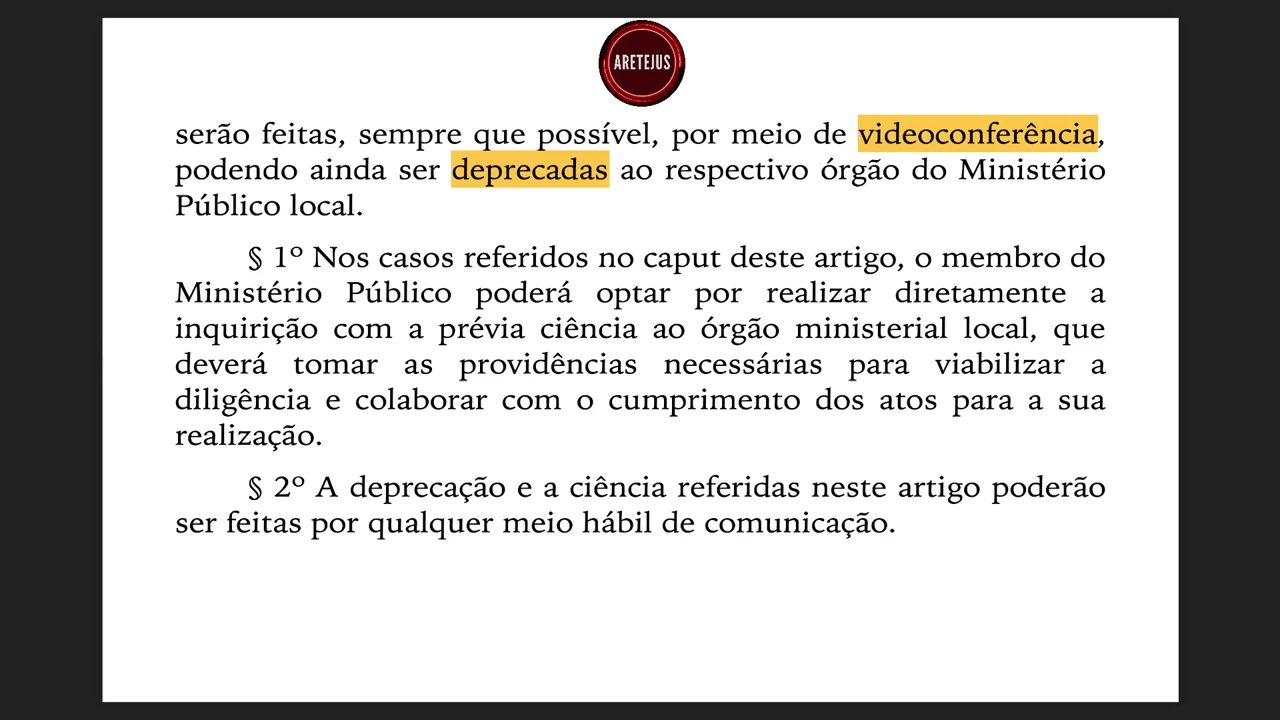 ARETEJUS
serão feitas, sempre que possível, por meio de videoconferência,
podendo ainda ser deprecadas ao respectivo órgão do Ministério
Público local.
§ 1º Nos casos referidos no caput deste artigo, o membro do
Ministério Público poderá optar por realizar diretamente a
inquirição com a prévia ciência ao órgão ministerial local, que
deverá tomar as providências necessárias para viabilizar a
diligência e colaborar com o cumprimento dos atos para a sua
realização.
§ 2º A deprecação e a ciência referidas neste artigo poderão
ser feitas por qualquer meio hábil de comunicação.